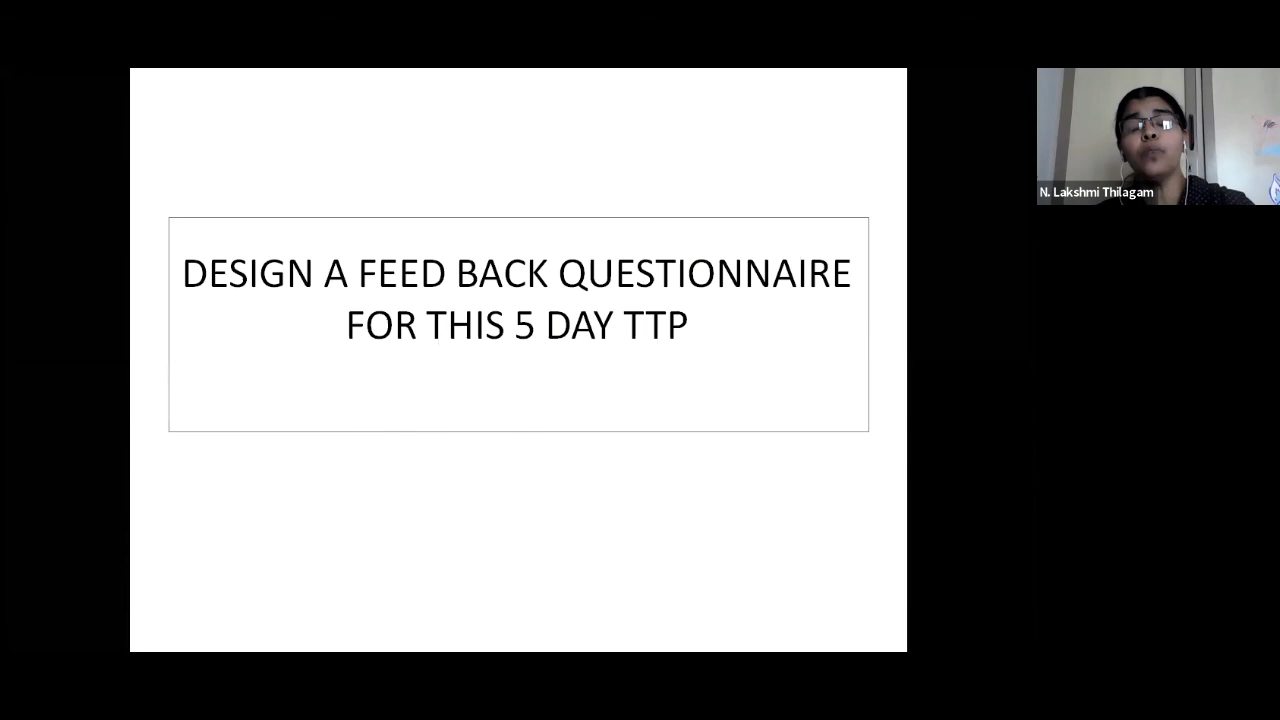 DESIGN A FEED BACK QUESTIONNAIRE
FOR THIS 5 DAY TTP
N. Lakshmi Thilagam